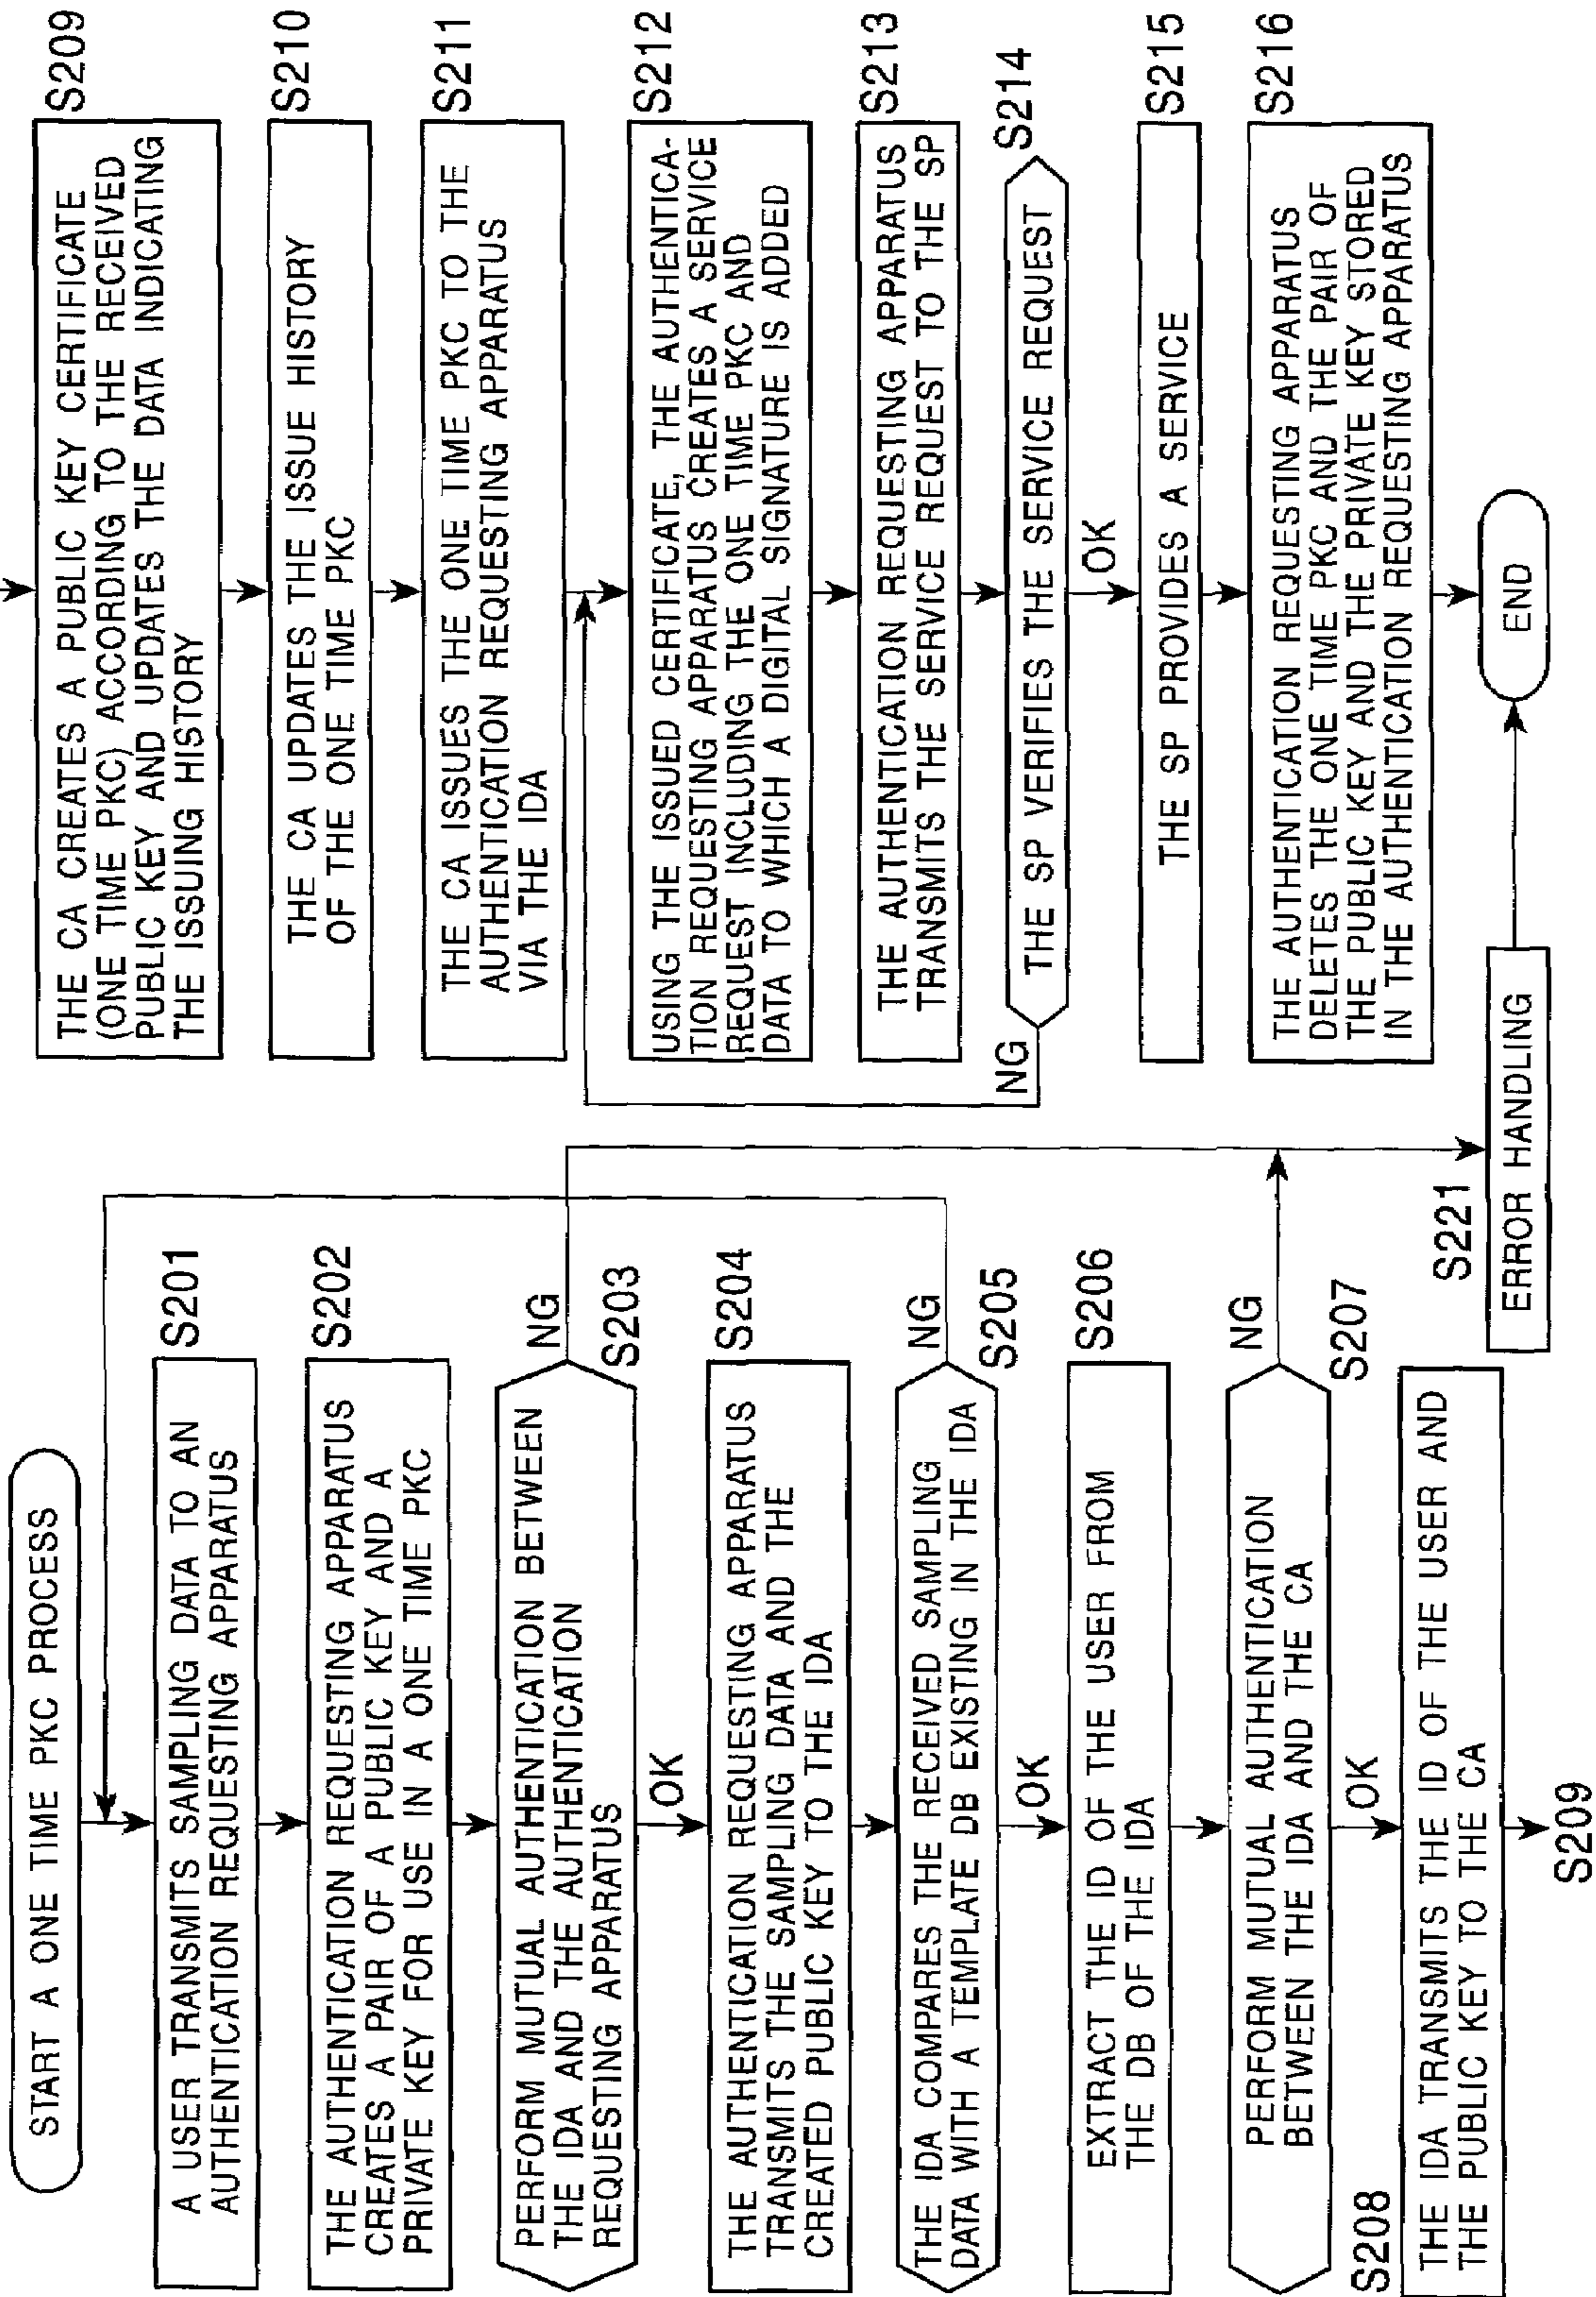 START A ONE TIME PKC PROCESS
A USER TRANSMITS SAMPLING DATA TO AN
AUTHENTICATION REQUESTING APPARATUS
S201
THE AUTHENTICATION REQUESTING APPARATUS
CREATES A PAIR OF A PUBLIC KEY AND A
PRIVATE KEY FOR USE IN A ONE TIME PKC
S202
PERFORM MUTUAL AUTHENTICATION BETWEEN
THE IDA AND THE AUTHENTICATION
REQUESTING APPARATUS
NG
S203
OK
THE AUTHENTICATION REQUESTING APPARATUS
TRANSMITS THE SAMPLING DATA AND THE
CREATED PUBLIC KEY TO THE IDA
S204
THE IDA COMPARES THE RECEIVED SAMPLING
DATA WITH A TEMPLATE DB EXISTING IN THE IDA
NG
S205
OK
EXTRACT THE ID OF THE USER FROM
THE DB OF THE IDA
S206
PERFORM MUTUAL AUTHENTICATION
BETWEEN THE IDA AND THE CA
NG
S207
OK
S208
THE IDA TRANSMITS THE ID OF THE USER AND
THE PUBLIC KEY TO THE CA
S209
THE CA CREATES A PUBLIC KEY CERTIFICATE
(ONE TIME PKC) ACCORDING TO THE RECEIVED
PUBLIC KEY AND UPDATES THE DATA INDICATING
THE ISSUING HISTORY
S209
THE CA UPDATES THE ISSUE HISTORY
OF THE ONE TIME PKC
S210
THE CA ISSUES THE ONE TIME PKC TO THE
AUTHENTICATION REQUESTING APPARATUS
VIA THE IDA
S211
USING THE ISSUED CERTIFICATE, THE AUTHENTICA-
TION REQUESTING APPARATUS CREATES A SERVICE
REQUEST INCLUDING THE ONE TIME PKC AND
DATA TO WHICH A DIGITAL SIGNATURE IS ADDED
S212
THE AUTHENTICATION REQUESTING APPARATUS
TRANSMITS THE SERVICE REQUEST TO THE SP
S213
THE SP VERIFIES THE SERVICE REQUEST
S214
NG
OK
THE SP PROVIDES A SERVICE
S215
THE AUTHENTICATION REQUESTING APPARATUS
DELETES THE ONE TIME PKC AND THE PAIR OF
THE PUBLIC KEY AND THE PRIVATE KEY STORED
IN THE AUTHENTICATION REQUESTING APPARATUS
S216
S221
ERROR HANDLING
END